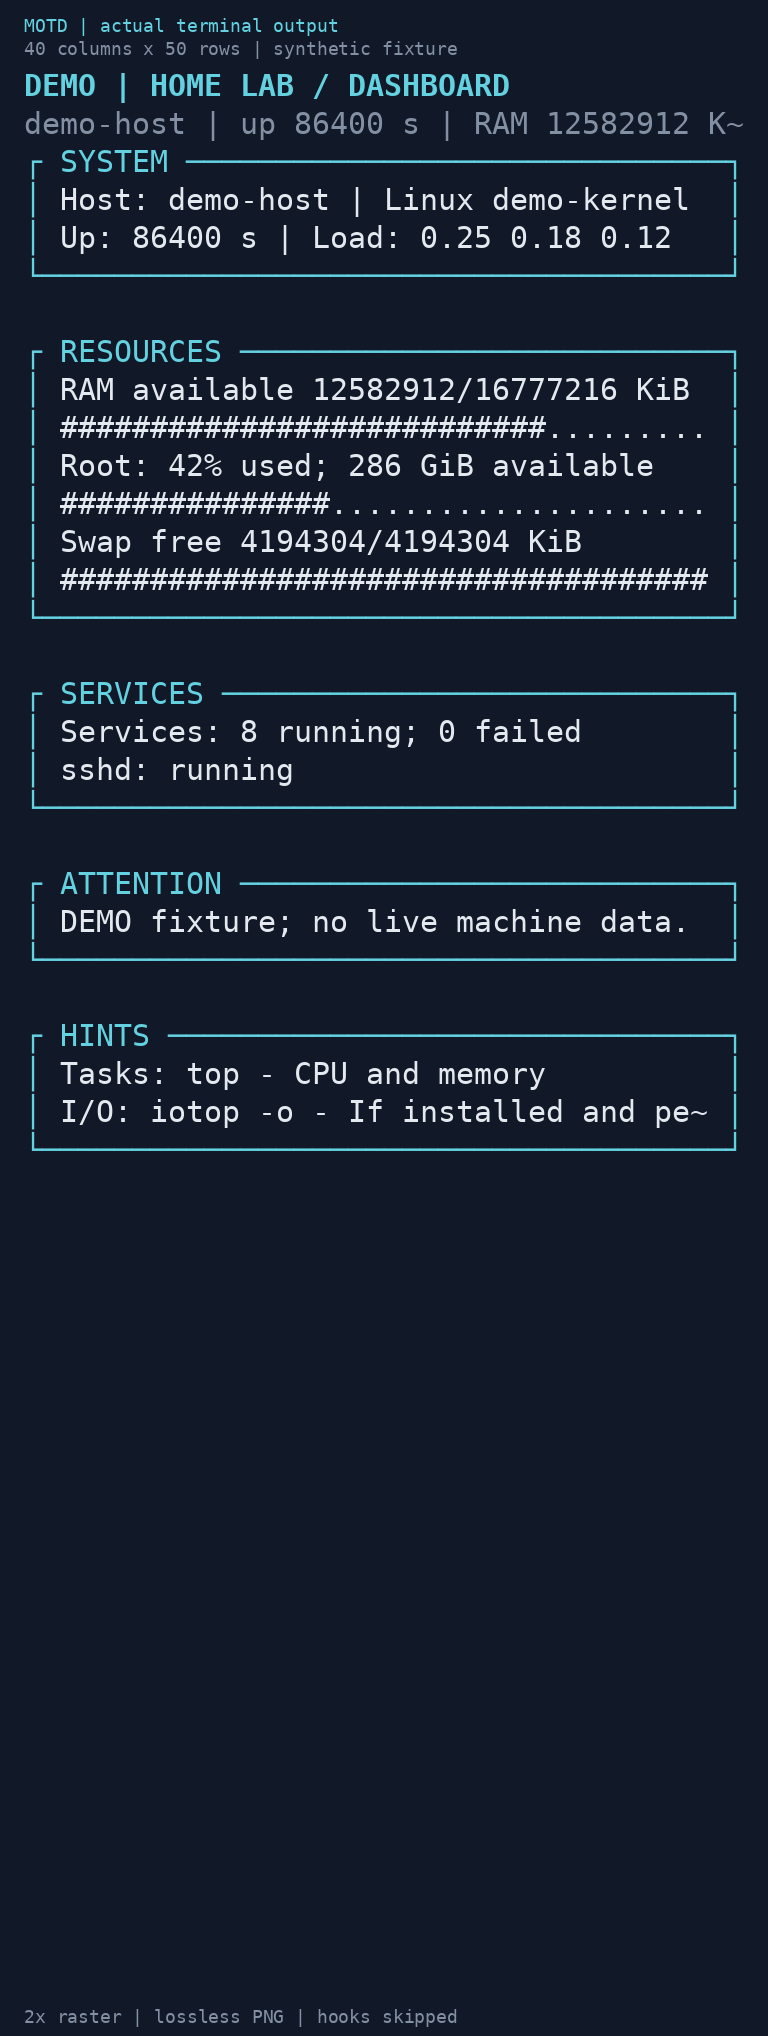 MOTD | actual terminal output
40 columns x 50 rows | synthetic fixture
DEMO | HOME LAB / DASHBOARD
demo-host | up 86400 s | RAM 12582912 K~
SYSTEM
Host: demo-host | Linux demo-kernel
Up: 86400 s | Load: 0.25 0.18 0.12
RESOURCES
RAM available 12582912/16777216 KiB
###########################.........
Root: 42% used; 286 GiB available
###############.....................
Swap free 4194304/4194304 KiB
####################################
SERVICES
Services: 8 running; 0 failed
sshd: running
ATTENTION
DEMO fixture; no live machine data.
HINTS
Tasks: top - CPU and memory
I/O: iotop -o - If installed and pe~
2x raster | lossless PNG | hooks skipped